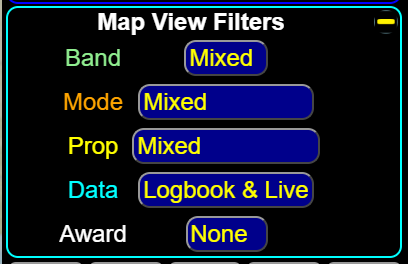 Map View Filters
Band Mixed
Mode Mixed
Prop Mixed
Data Logbook & Live
Award None